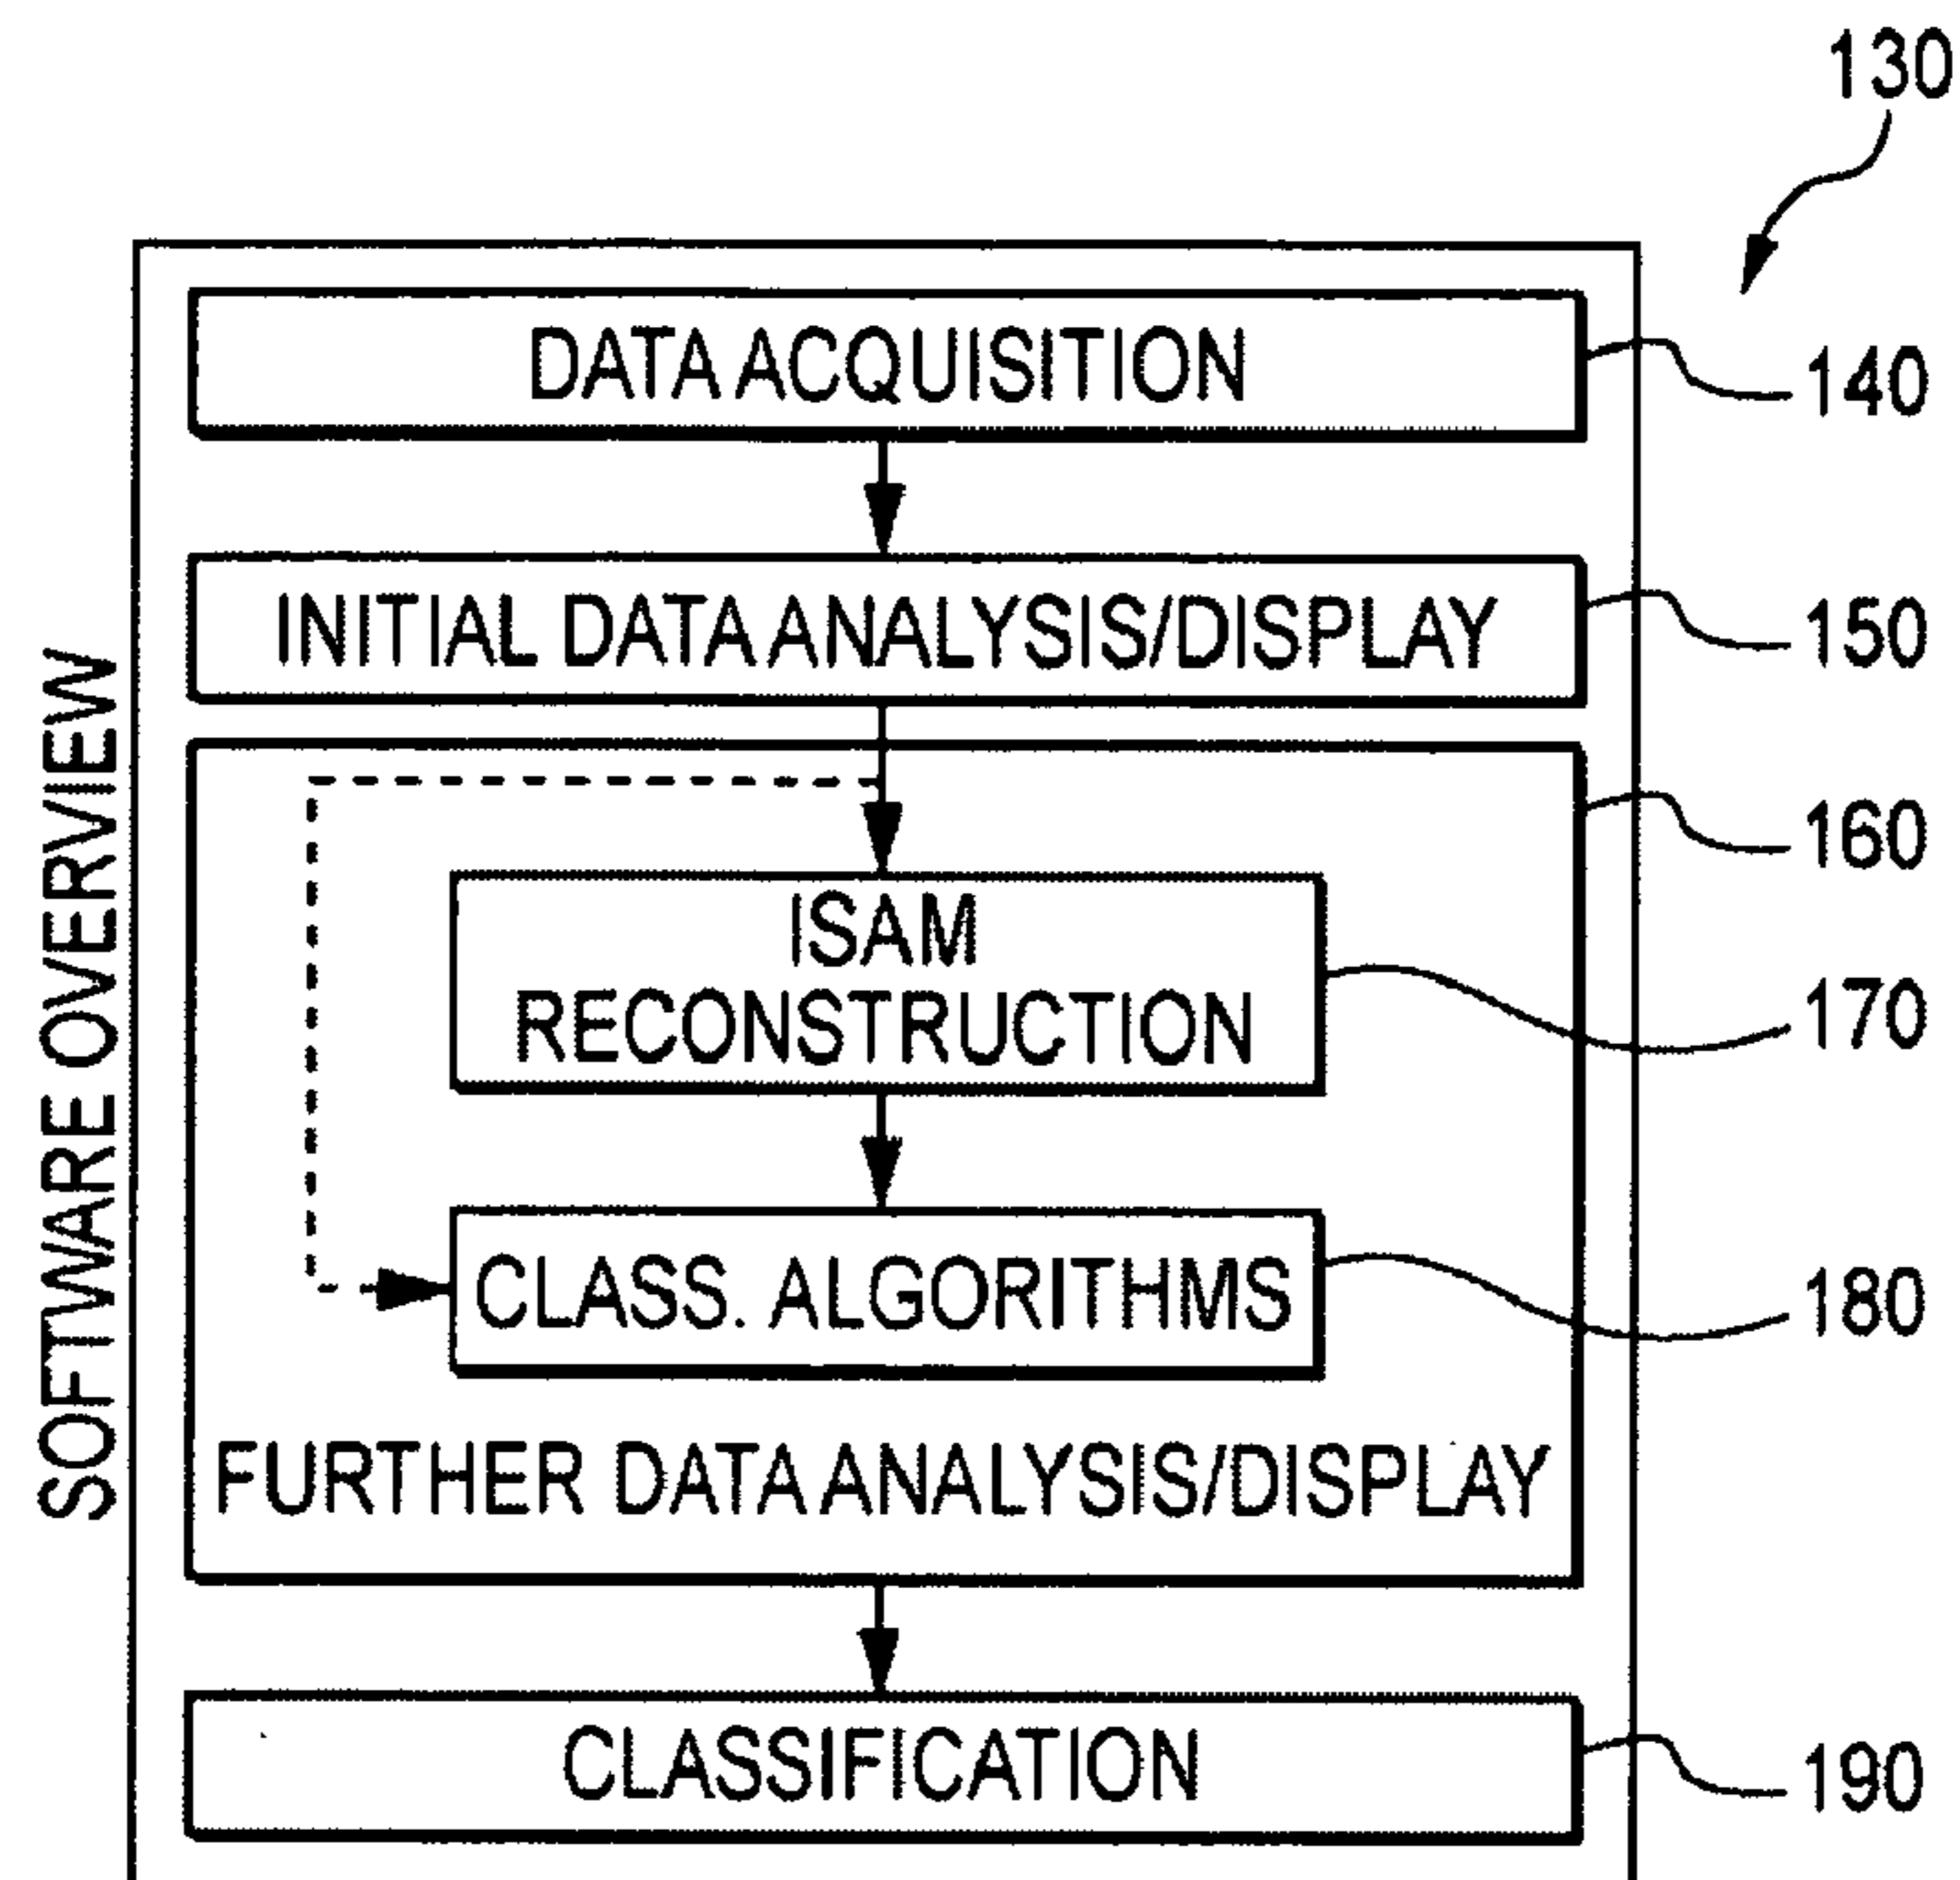 130
DATA ACQUISITION
140
INITIAL DATA ANALYSIS/DISPLAY
150
SOFTWARE OVERVIEW
160
ISAM
RECONSTRUCTION
170
CLASS. ALGORITHMS
180
FURTHER DATA ANALYSIS/DISPLAY
CLASSIFICATION
190